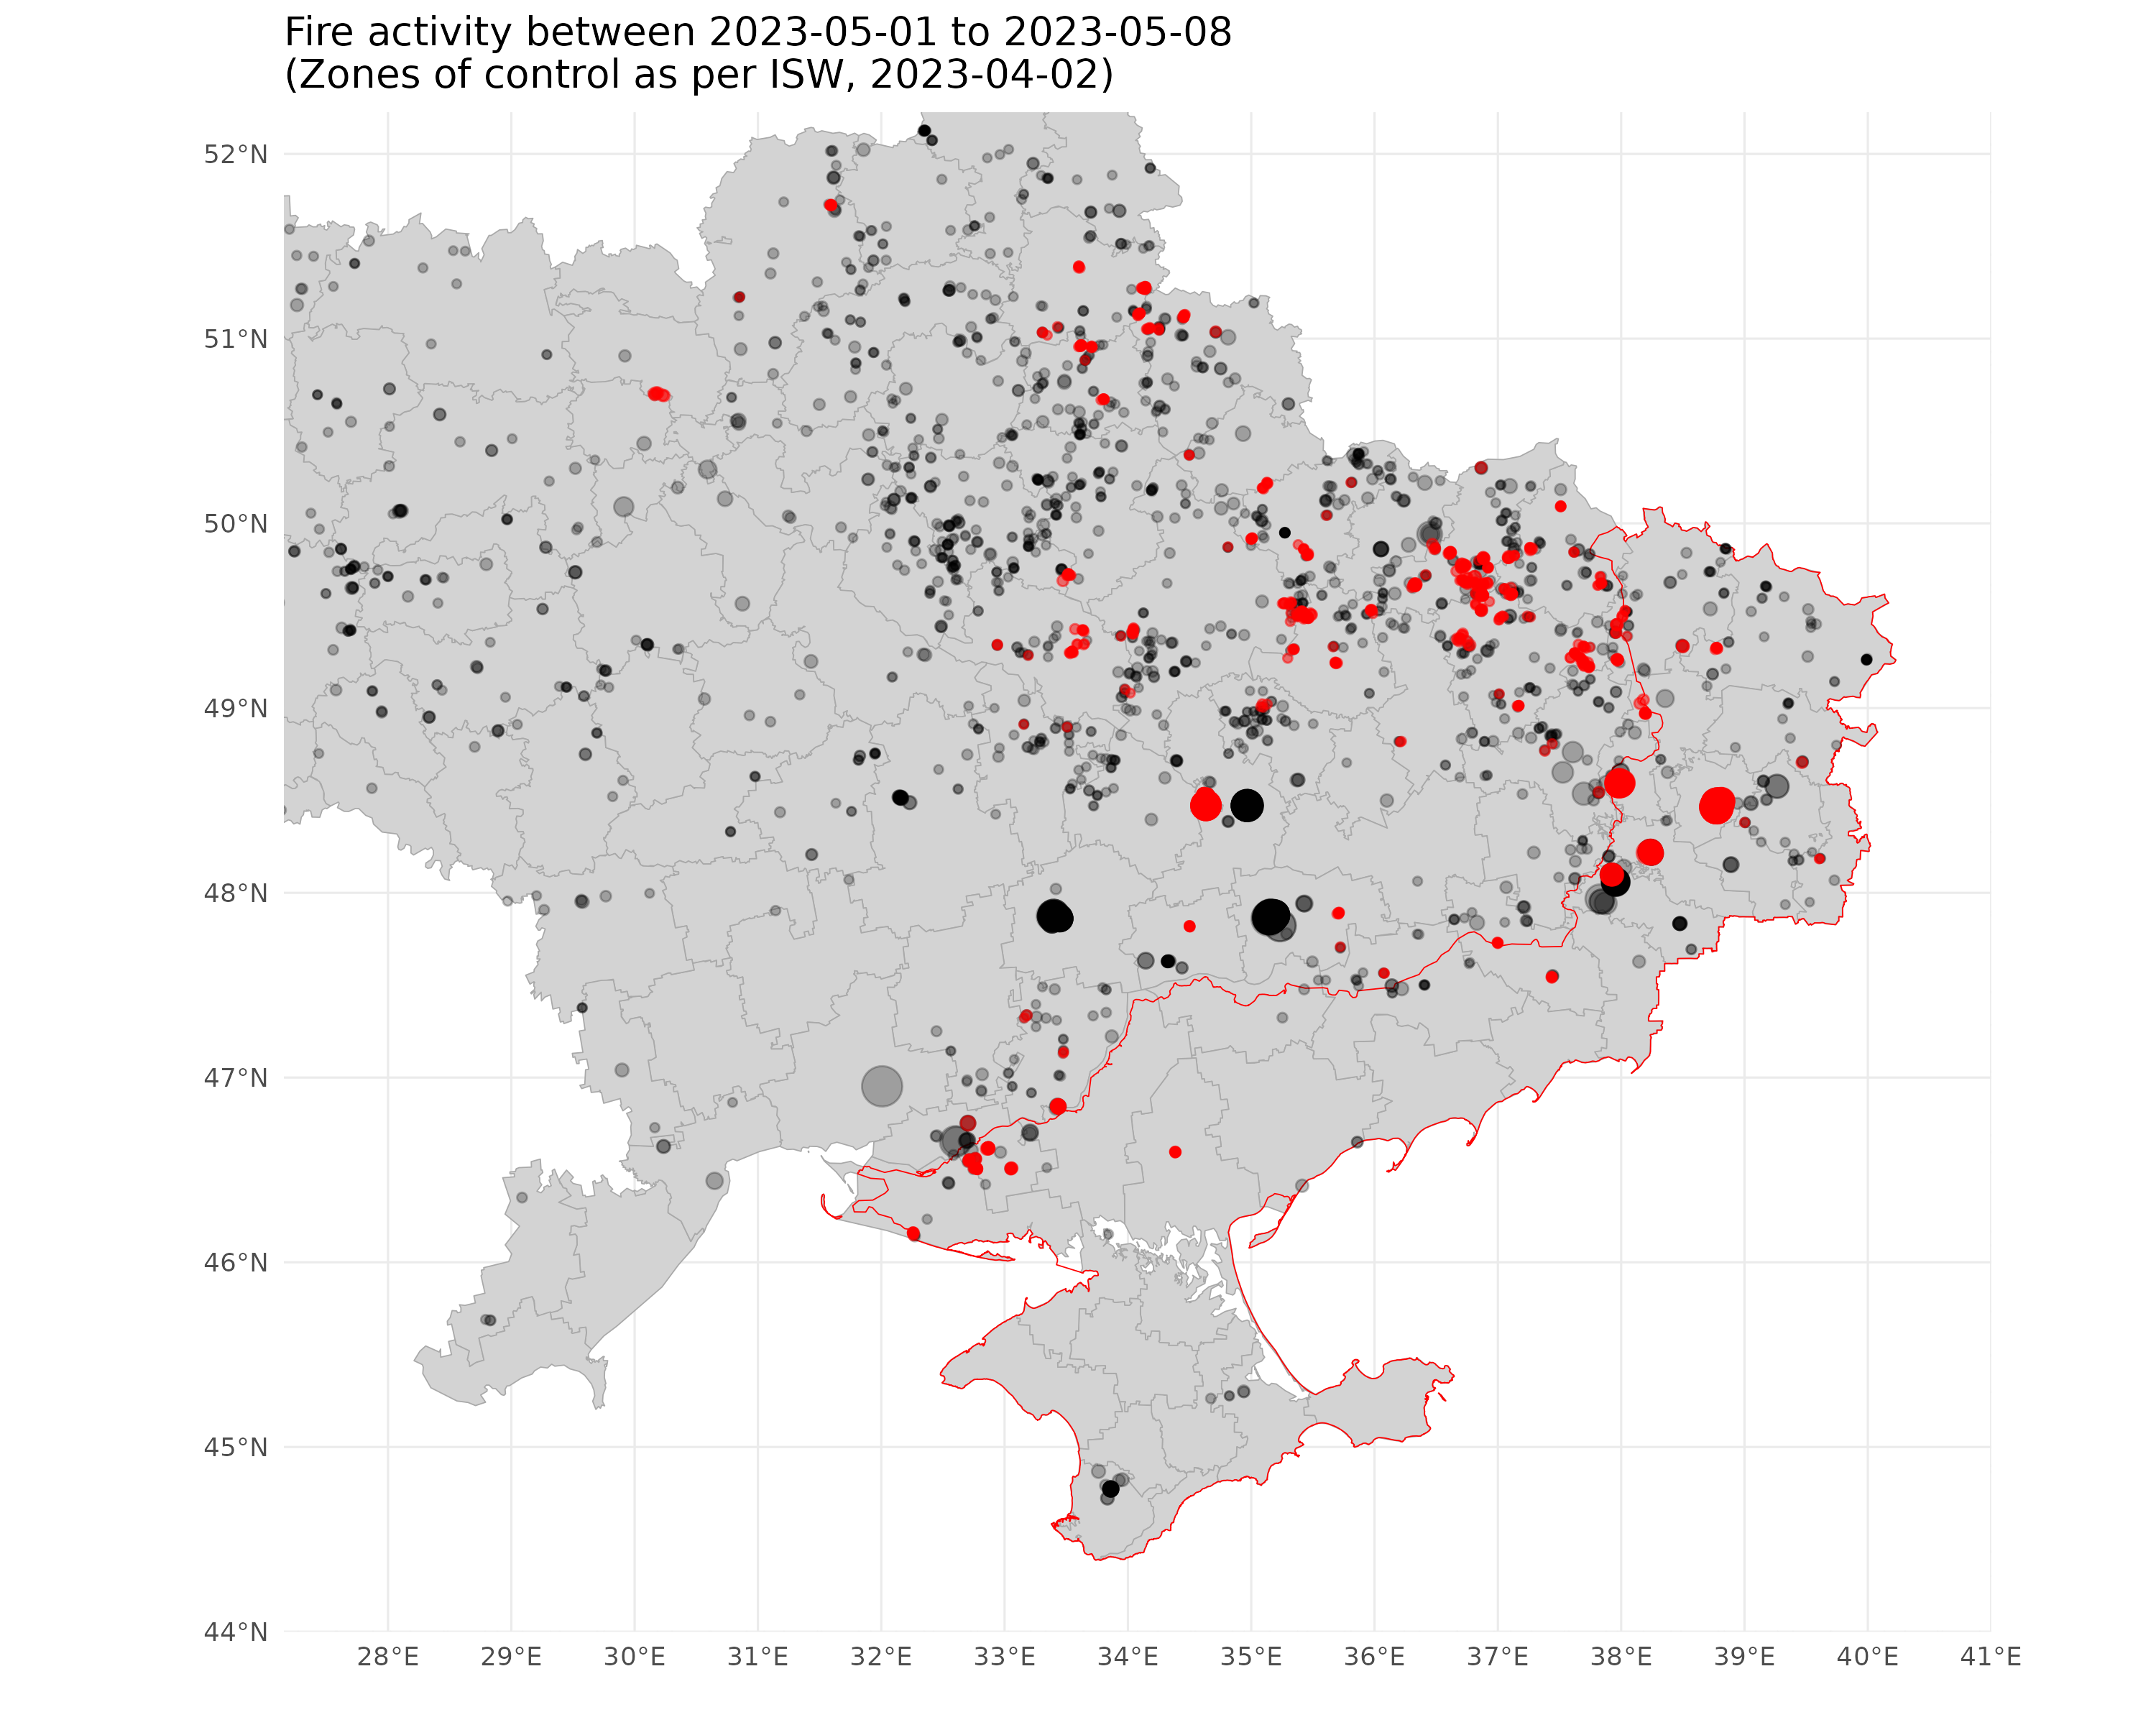 Fire activity between 2023-05-01 to 2023-05-08
(Zones of control as per ISW, 2023-04-02)
52°N
51°N
50°N
49°N
48°N
47°N
46°N
45°N
44°N
28°E 29°E 30°E 31°E 32°E 33°E 34°E 35°E 36°E 37°E 38°E 39°E 40°E 41°E